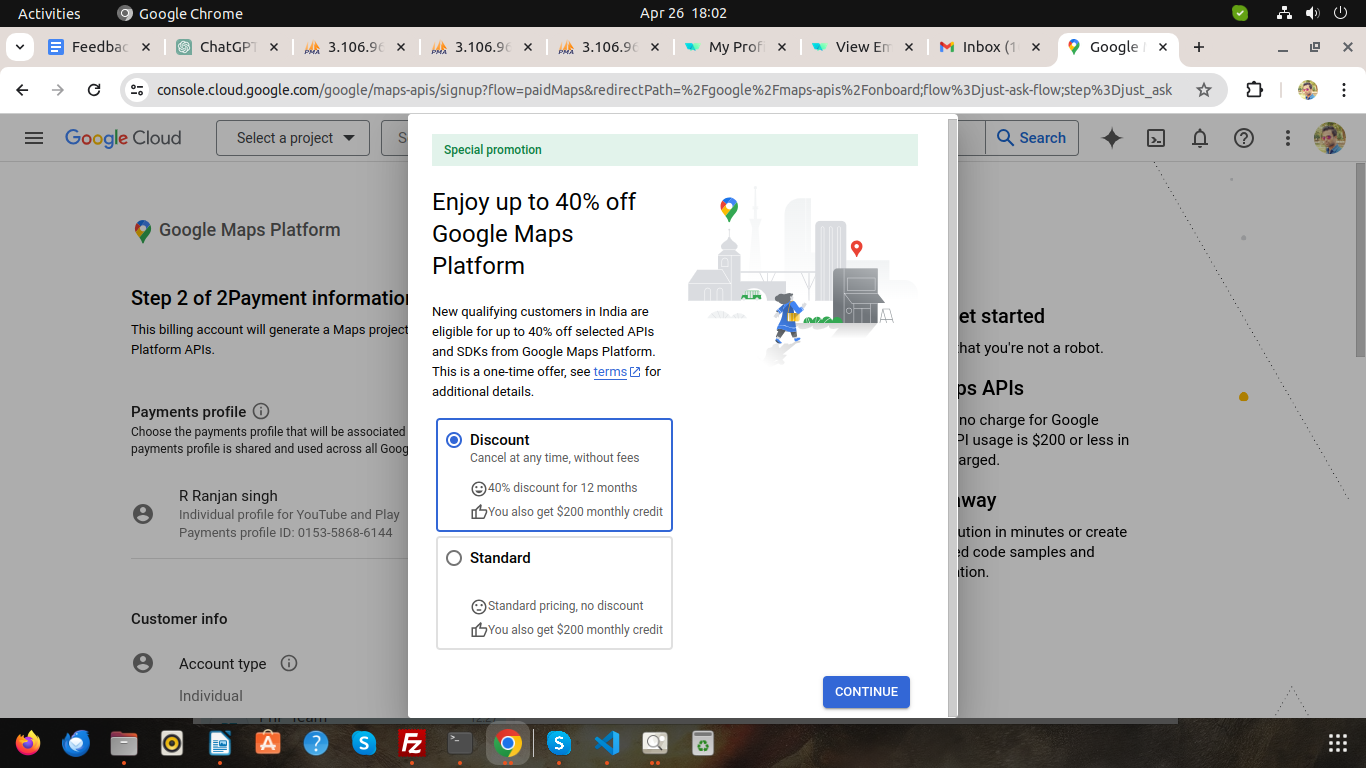 Activities
Google Chrome
Apr 26 18:02
Feedbac
ChatGPT
3.106.96
3.106.96
3.106.96
My Profi
View Em
Inbox (1
Google M
console.cloud.google.com/google/maps-apis/signup?flow=paidMaps&redirectPath=%2Fgoogle%2Fmaps-apis%2Fonboard;flow%3Djust-ask-flow;step%3Djust_ask
Google Cloud
Select a project
S
Search
Google Maps Platform
Step 2 of 2Payment information
This billing account will generate a Maps project
Platform APIs.
Payments profile
Choose the payments profile that will be associated
payments profile is shared and used across all Goog
R Ranjan singh
Individual profile for YouTube and Play
Payments profile ID: 0153-5868-6144
Customer info
Account type
Individual
Special promotion
Enjoy up to 40% off
Google Maps
Platform
New qualifying customers in India are
eligible for up to 40% off selected APIs
and SDKs from Google Maps Platform.
This is a one-time offer, see terms for
additional details.
Discount
Cancel at any time, without fees
40% discount for 12 months
You also get $200 monthly credit
Standard
Standard pricing, no discount
You also get $200 monthly credit
CONTINUE
et started
that you're not a robot.
ps APIs
no charge for Google
PI usage is $200 or less in
arged.
away
ution in minutes or create
ed code samples and
ntion.